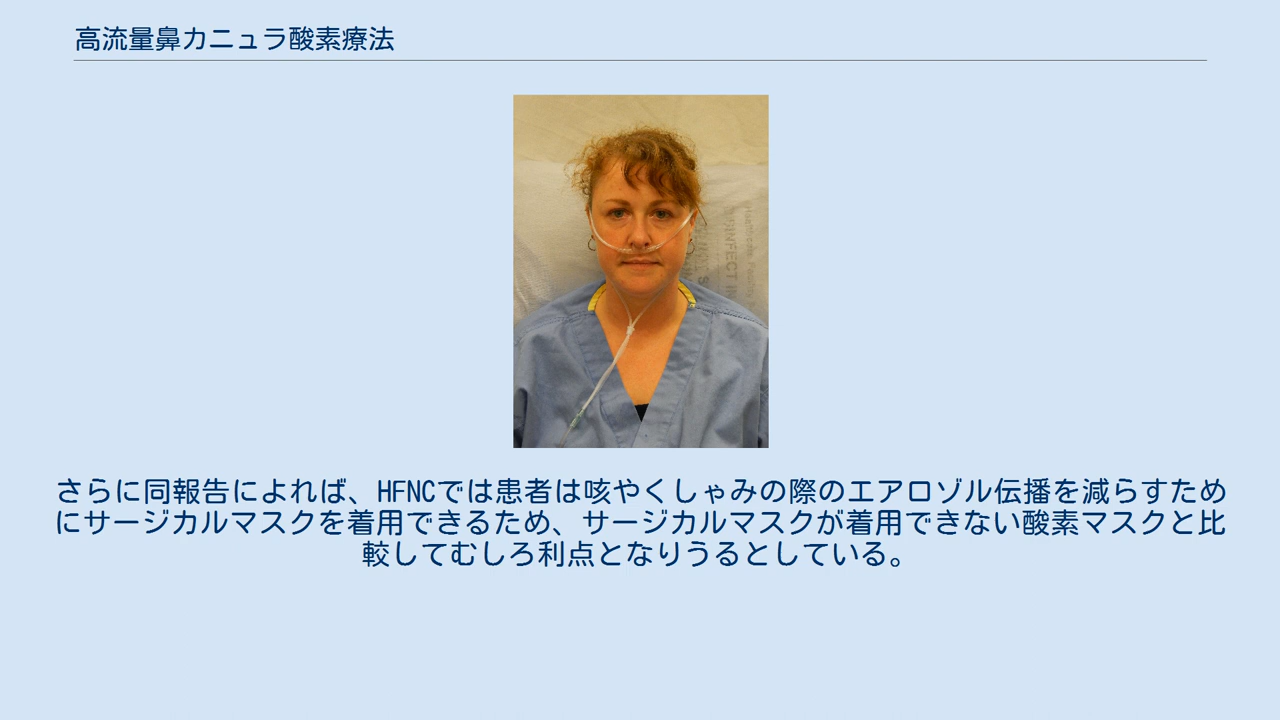 高流量鼻カニュラ酸素療法
さらに同報告によれば、HFNCでは患者は咳やくしゃみの際のエアロゾル伝播を減らすため
にサージカルマスクを着用できるため、サージカルマスクが着用できない酸素マスクと比
較してむしろ利点となりうるとしている。